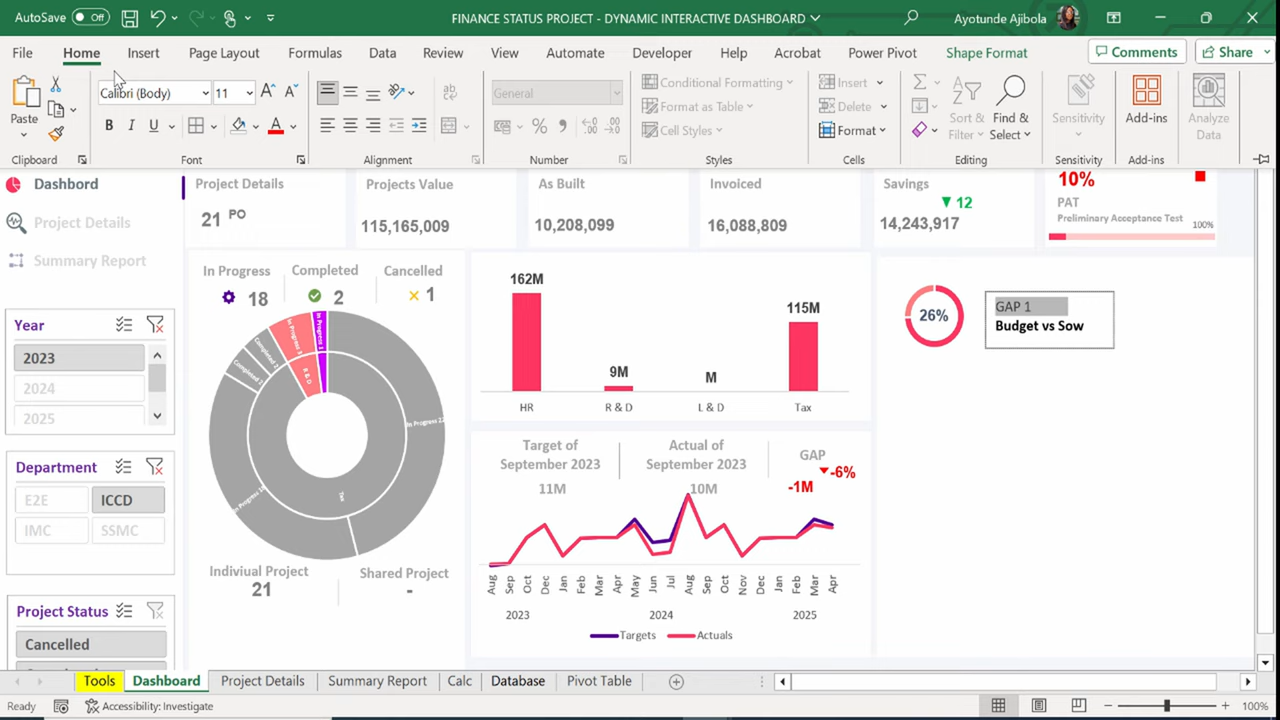 AutoSave Off
FINANCE STATUS PROJECT - DYNAMIC INTERACTIVE DASHBOARD
Ayotunde Ajibola
File Home Insert Page Layout Formulas Data Review View Automate Developer Help Acrobat Power Pivot Shape Format
Comments Share
Paste
Calibri (Body) 11
B I U
General
% 9
Conditional Formatting
Format as Table
Cell Styles
Insert
Delete
Format
Sort &
Filter
Find &
Select
Sensitivity
Add-ins
Analyze
Data
Clipboard Font Alignment Number Styles Cells Editing Sensitivity Add-ins
Dashbord
Project Details
Summary Report
Project Details
21 PO
Projects Value
115,165,009
As Built
10,208,099
Invoiced
16,088,809
Savings
12
14,243,917
10%
PAT
Preliminary Acceptance Test
100%
Year
2023
2024
2025
Department
E2E ICCD
IMC SSMC
Project Status
Cancelled
In Progress Completed Cancelled
18 2 1
In Progress 22
Completed 2
R & D
Tax
Indiviual Project
21
Shared Project
-
162M
9M
M
115M
HR R & D L & D Tax
26%
GAP 1
Budget vs Sow
Target of
September 2023
11M
Actual of
September 2023
10M
GAP
-6%
-1M
Aug Sep Oct Dec Jan Feb Mar Apr May Jun Jul Aug Sep Oct Nov Dec Jan Feb Mar Apr
2023 2024 2025
Targets Actuals
Tools Dashboard Project Details Summary Report Calc Database Pivot Table
Ready Accessibility: Investigate
100%